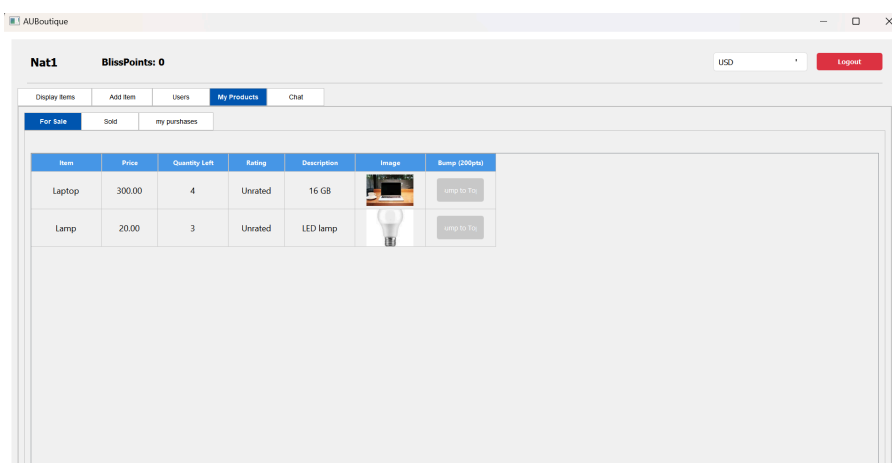 AUBoutique
Nat1 BlissPoints: 0 USD Logout
Display Items Add Item Users My Products Chat
For Sale Sold my purshases
Item Price Quantity Left Rating Description Image Bump (200pts)
Laptop 300.00 4 Unrated 16 GB ump to To
Lamp 20.00 3 Unrated LED lamp ump to To